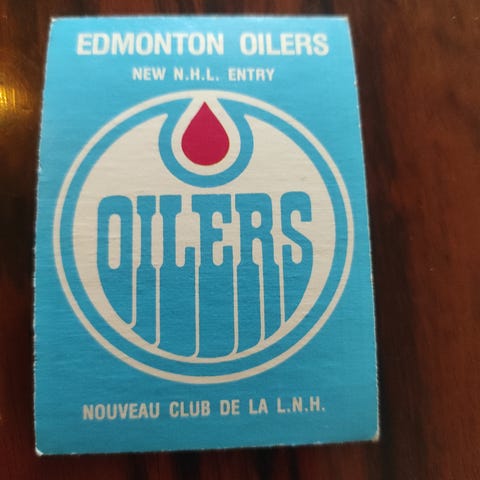 EDMONTON OILERS
NEW N.H.L. ENTRY
OILERS
NOUVEAU CLUB DE LA L.N.H.